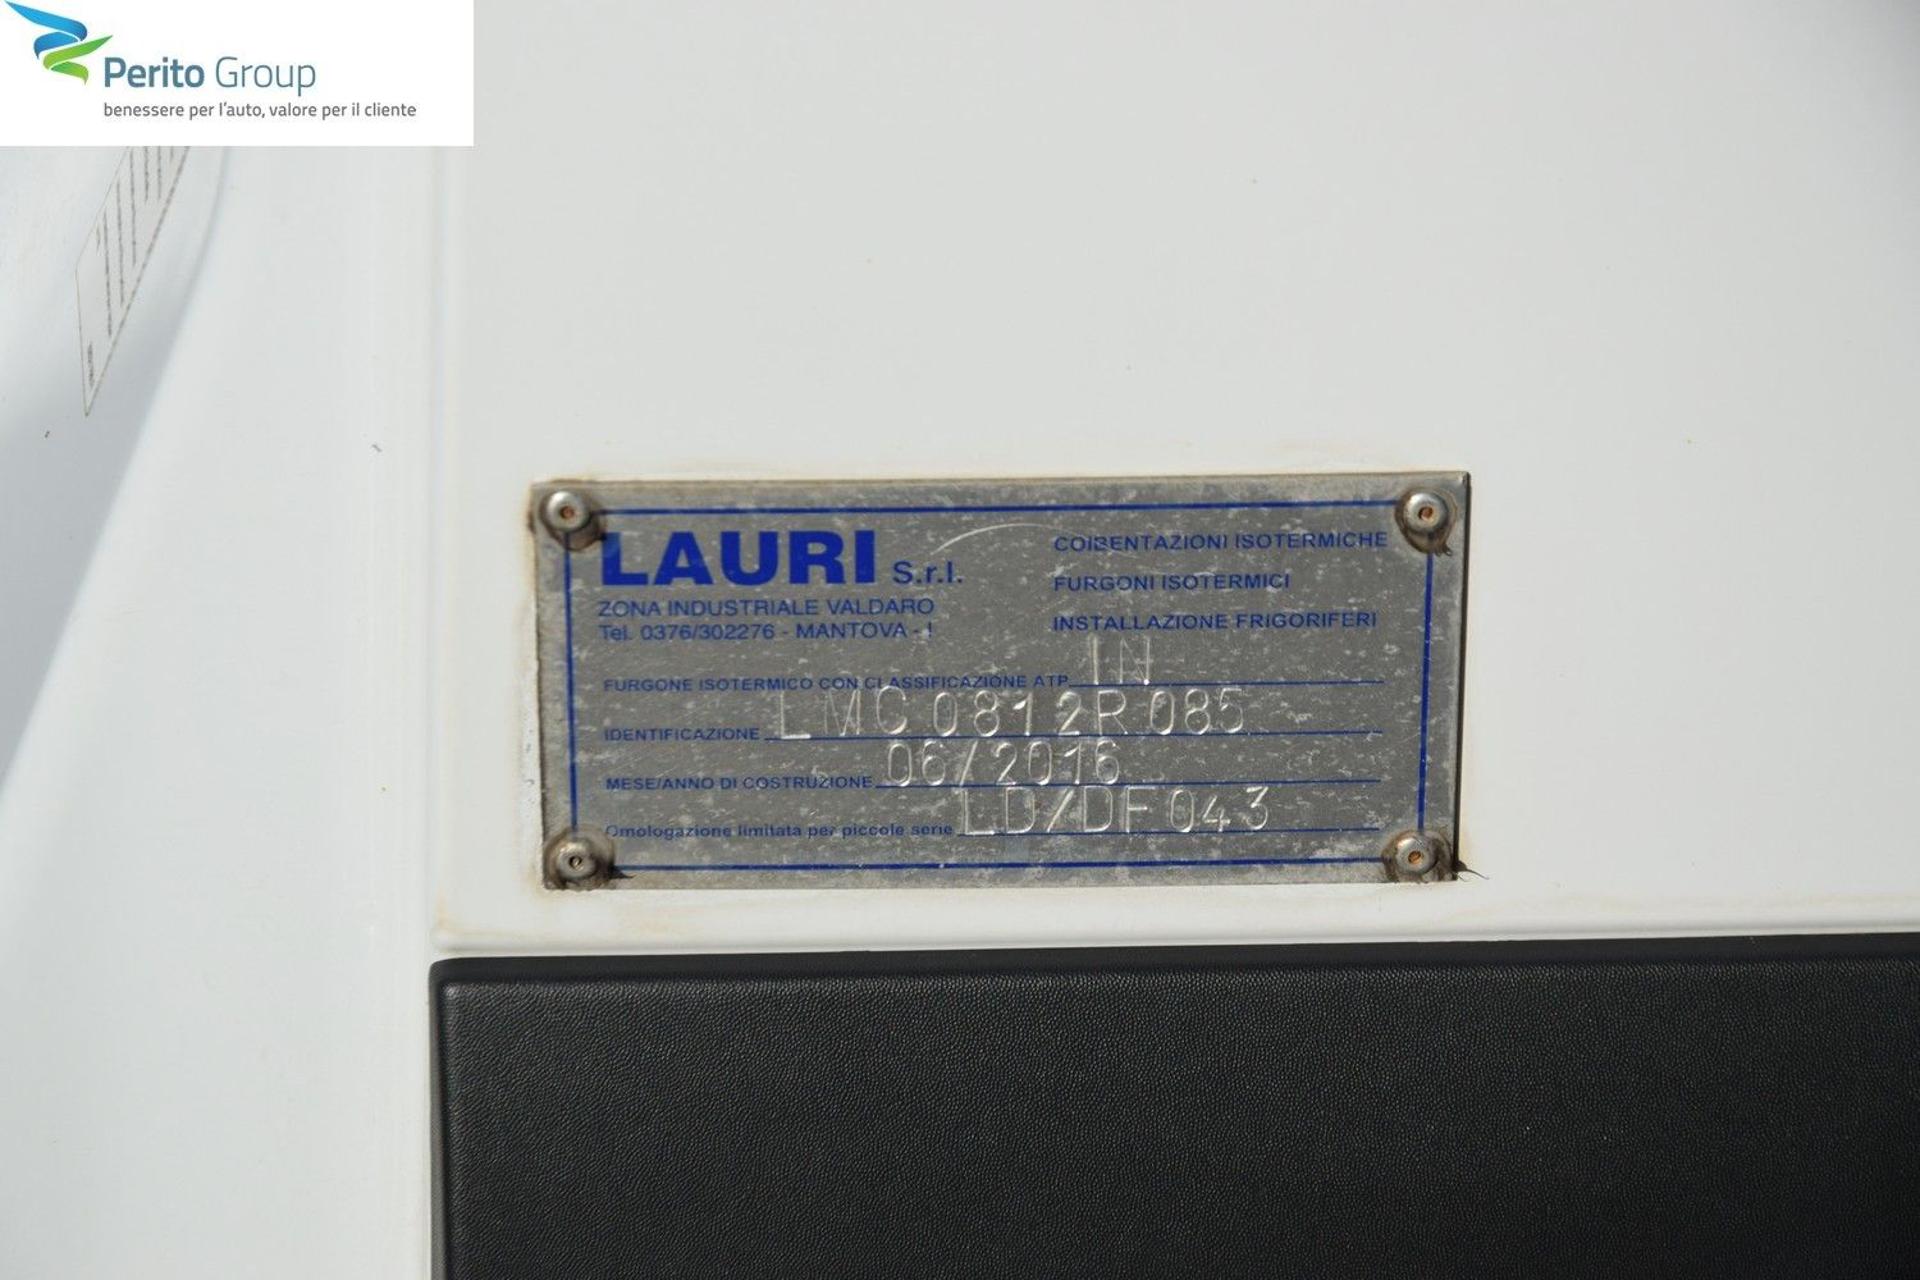 Perito Group
benessere per l'auto, valore per il cliente
LAURI S.r.l.
ZONA INDUSTRIALE VALDARO
Tel. 0376/302276 - MANTOVA - I
COIBENTAZIONI ISOTERMICHE
FURGONI ISOTERMICI
INSTALLAZIONE FRIGORIFERI
FURGONE ISOTERMICO CON CLASSIFICAZIONE ATP IN
IDENTIFICAZIONE LMC0812R085
MESE/ANNO DI COSTRUZIONE 06/2016
Omologazione limitata per piccole serie LD/DF043